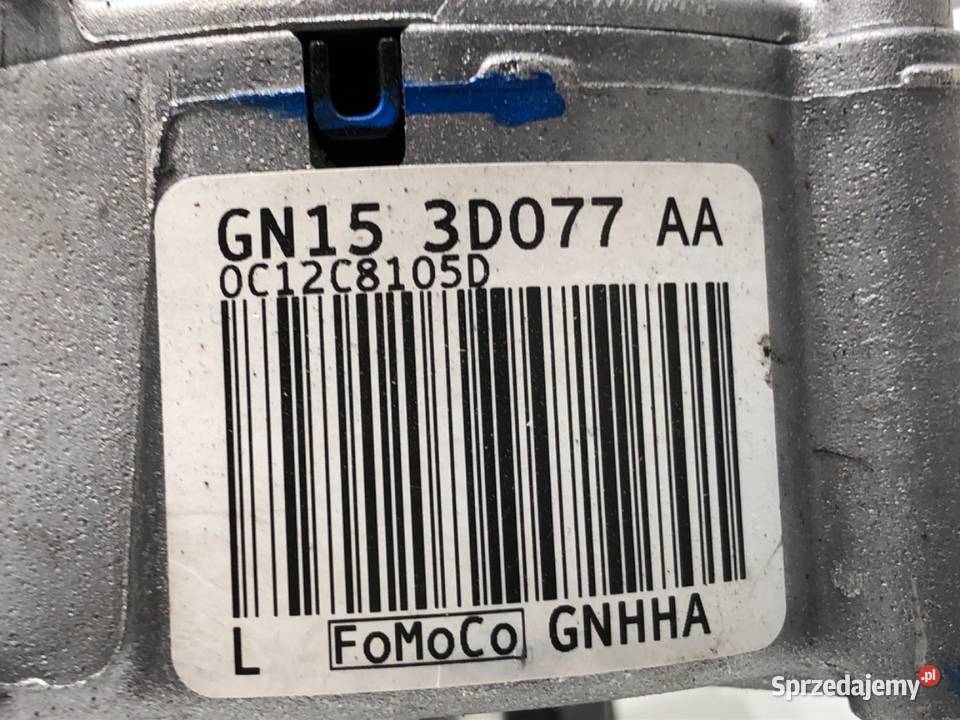 GN15 3D077 AA
0C12C8105D
L FoMoCo GNHHA
Sprzedajemy.pl